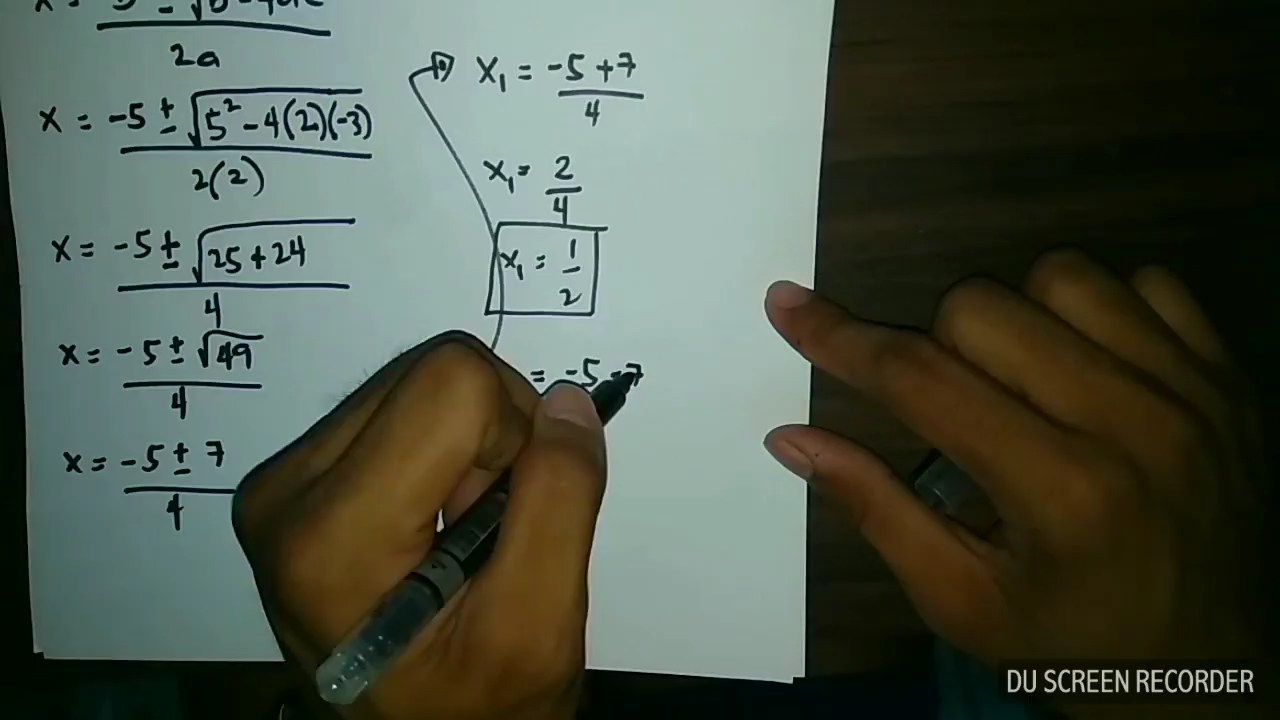 2a
x = -5 ± √5² - 4(2)(-3)
2(2)
x = -5 ± √25 + 24
4
x = -5 ± √49
4
x = -5 ± 7
4
x₁ = -5 + 7
4
x₁ = 2
4
x₁ = 1
2
= -5 - 7
DU SCREEN RECORDER